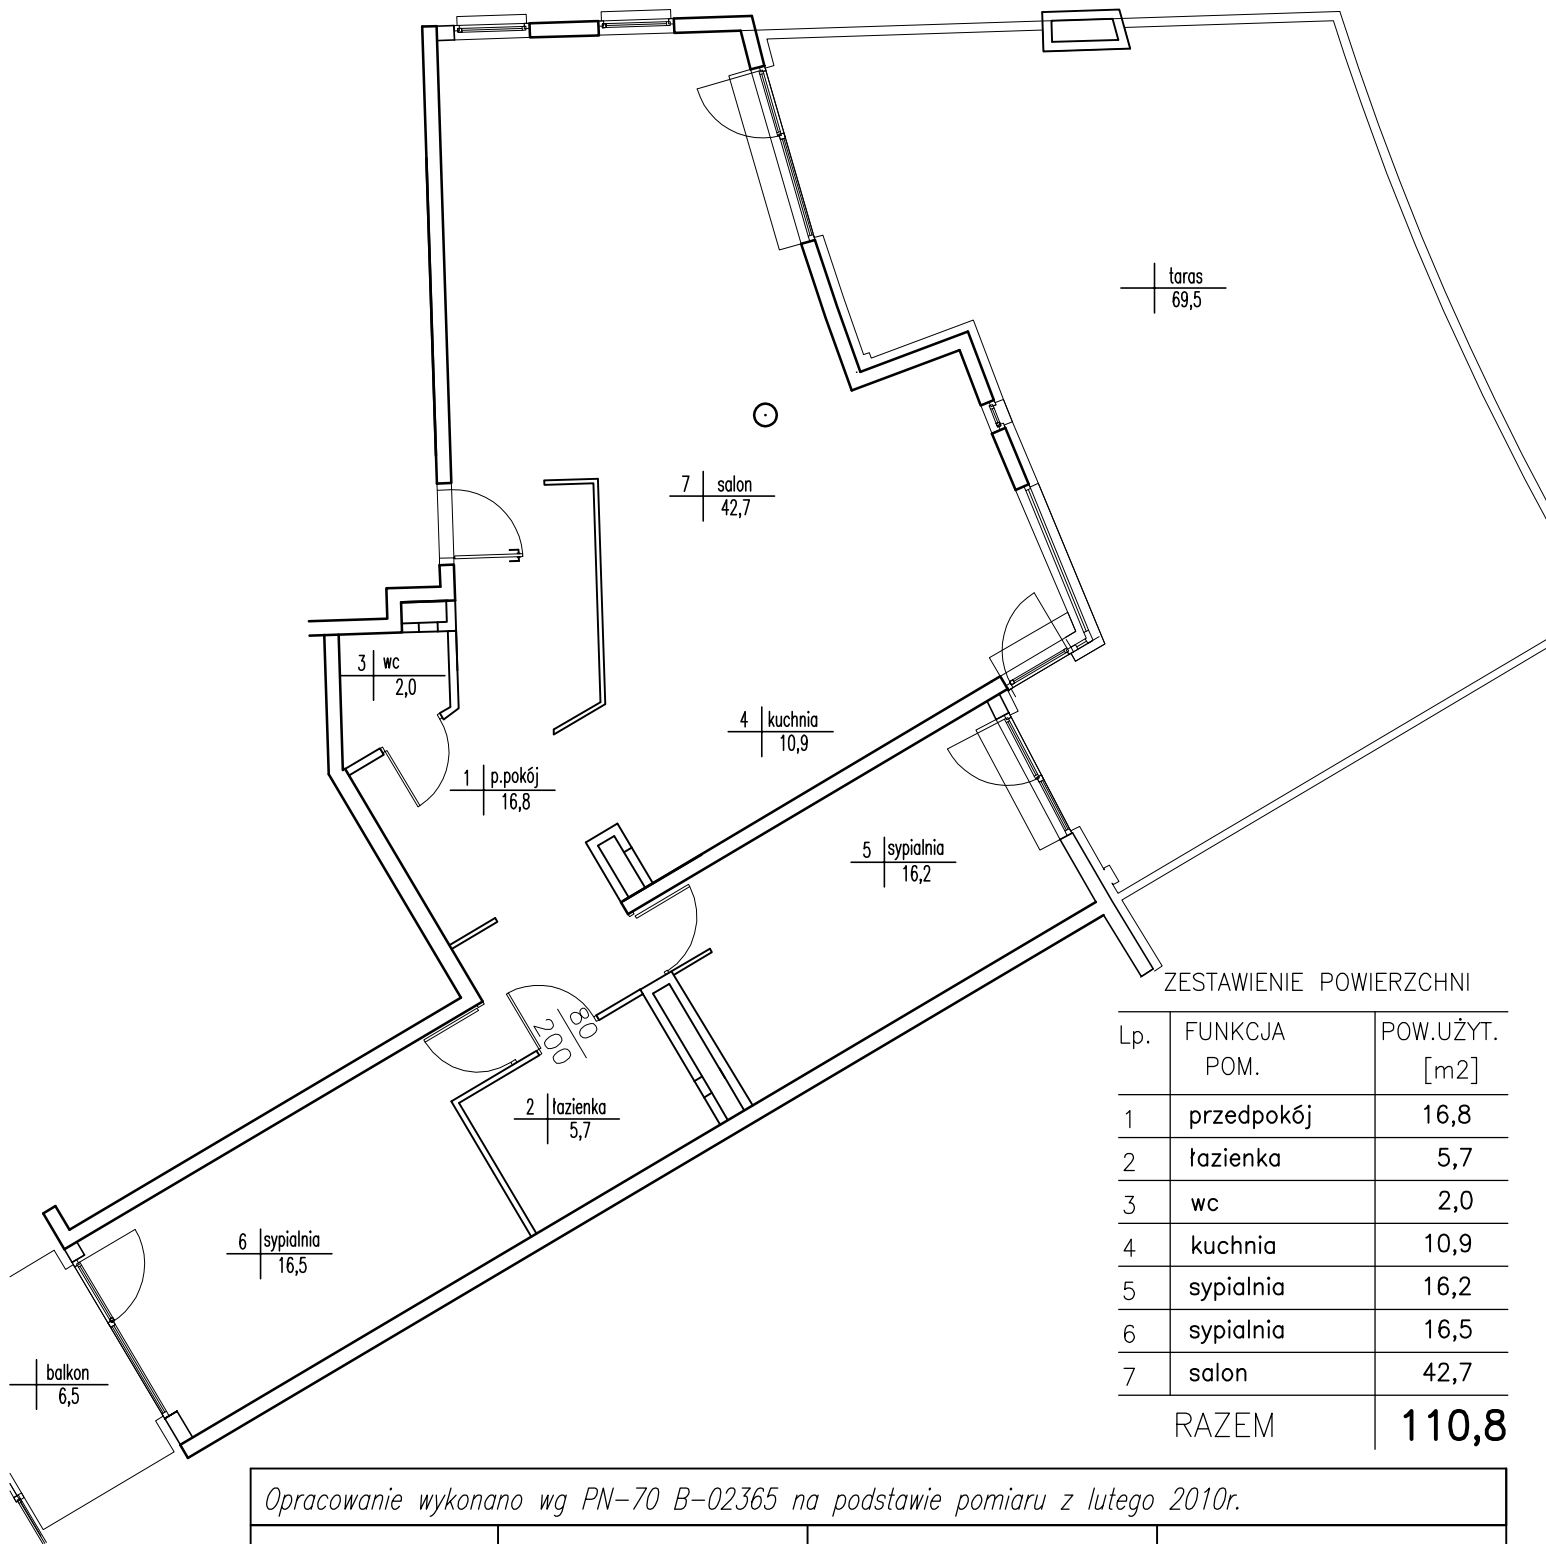 taras
69,5
7 salon
42,7
3 wc
2,0
4 kuchnia
10,9
1 p.pokój
16,8
5 sypialnia
16,2
80
200
2 łazienka
5,7
6 sypialnia
16,5
balkon
6,5
ZESTAWIENIE POWIERZCHNI
Lp. FUNKCJA POM. POW.UŻYT. [m2]
1 przedpokój 16,8
2 łazienka 5,7
3 wc 2,0
4 kuchnia 10,9
5 sypialnia 16,2
6 sypialnia 16,5
7 salon 42,7
RAZEM 110,8
Opracowanie wykonano wg PN-70 B-02365 na podstawie pomiaru z lutego 2010r.